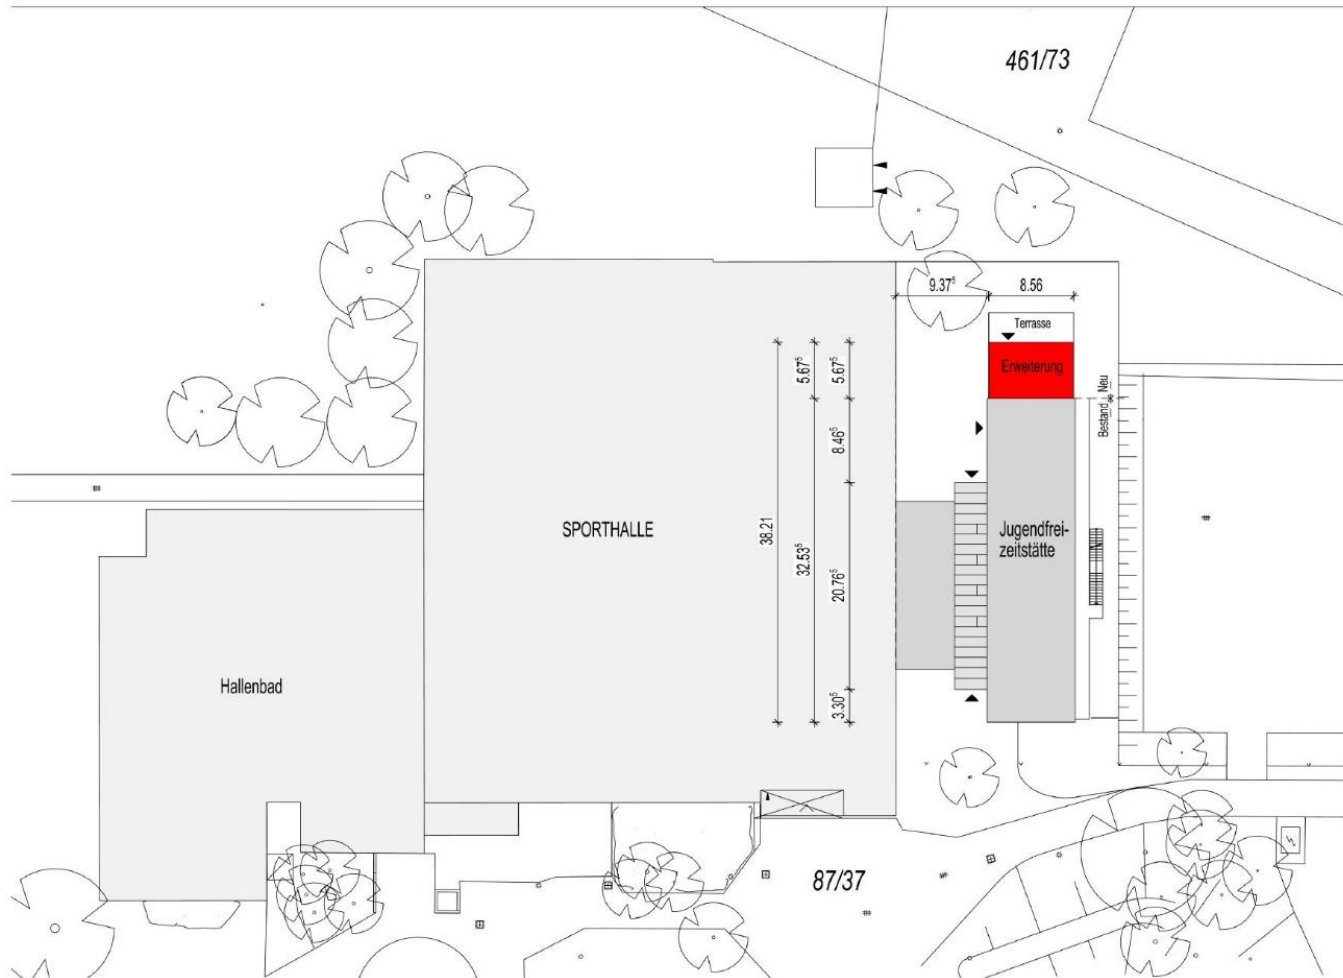 461/73
9.37⁵
8.56
Terrasse
5.67⁵
5.67⁵
Erweiterung
Neu
Bestand
8.46⁵
38.21
32.53⁵
SPORTHALLE
Jugendfrei-
zeitstätte
20.76⁵
Hallenbad
3.30⁵
87/37